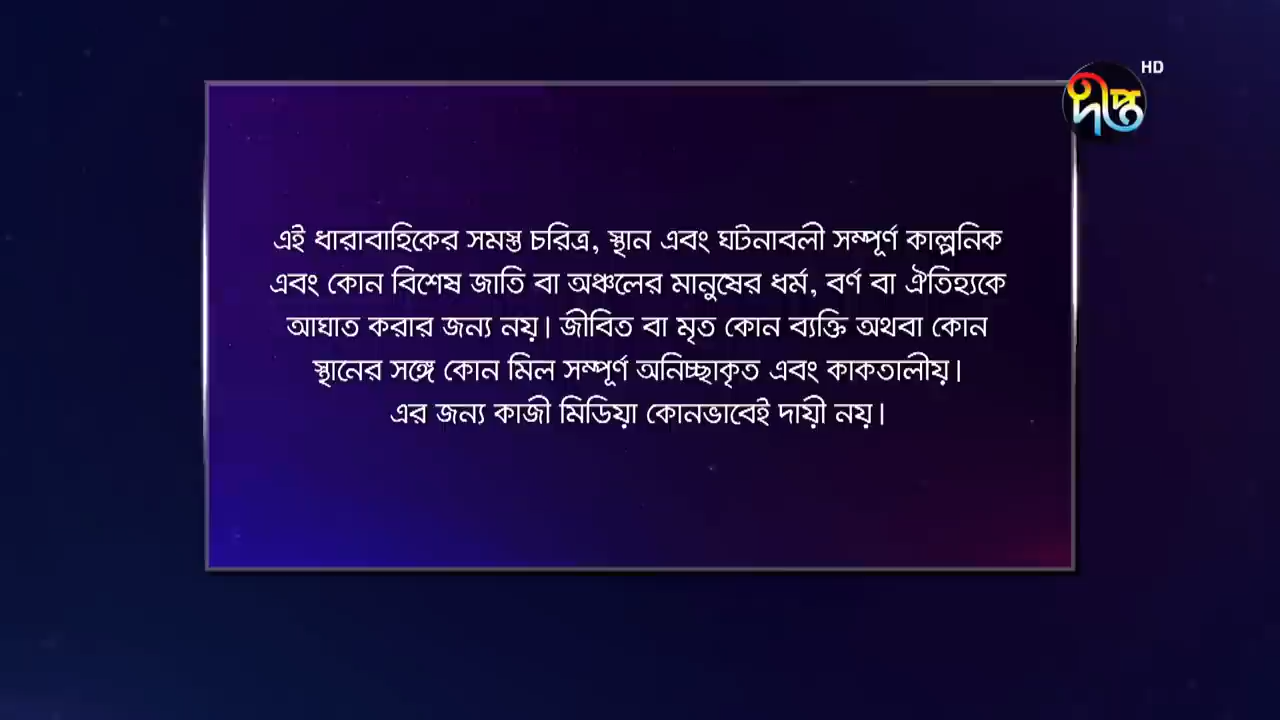 HD
দীপ্ত
এই ধারাবাহিকের সমস্ত চরিত্র, স্থান এবং ঘটনাবলী সম্পূর্ণ কাল্পনিক
এবং কোন বিশেষ জাতি বা অঞ্চলের মানুষের ধর্ম, বর্ণ বা ঐতিহ্যকে
আঘাত করার জন্য নয়। জীবিত বা মৃত কোন ব্যক্তি অথবা কোন
স্থানের সঙ্গে কোন মিল সম্পূর্ণ অনিচ্ছাকৃত এবং কাকতালীয়।
এর জন্য কাজী মিডিয়া কোনভাবেই দায়ী নয়।